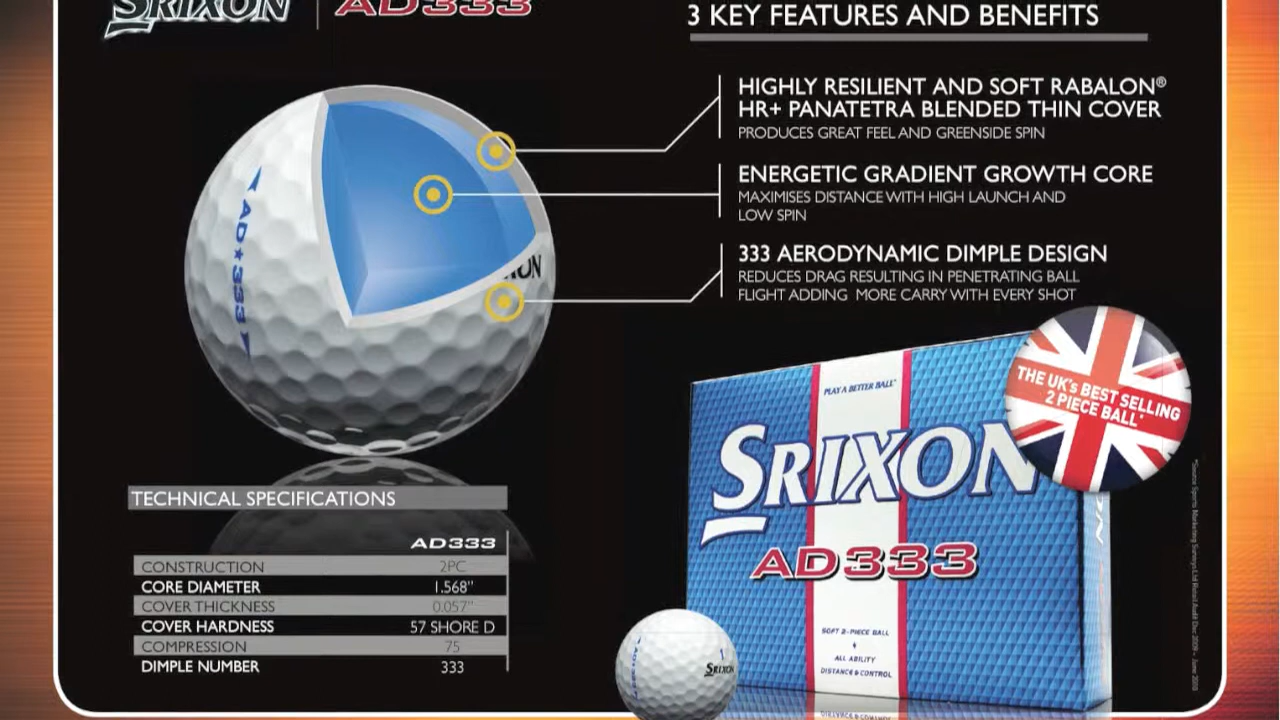 SRIXON
AD333
3 KEY FEATURES AND BENEFITS
HIGHLY RESILIENT AND SOFT RABALON®
HR+ PANATETRA BLENDED THIN COVER
PRODUCES GREAT FEEL AND GREENSIDE SPIN
ENERGETIC GRADIENT GROWTH CORE
MAXIMISES DISTANCE WITH HIGH LAUNCH AND
LOW SPIN
333 AERODYNAMIC DIMPLE DESIGN
REDUCES DRAG RESULTING IN PENETRATING BALL
FLIGHT ADDING MORE CARRY WITH EVERY SHOT
AD★333
THE UK's BEST SELLING
2 PIECE BALL*
PLAY A BETTER BALL™
SRIXON
AD333
SOFT 2-PIECE BALL
ALL ABILITY
DISTANCE & CONTROL
1
SRIXON
TECHNICAL SPECIFICATIONS
AD333
CONSTRUCTION 2PC
CORE DIAMETER 1.568"
COVER THICKNESS 0.057"
COVER HARDNESS 57 SHORE D
COMPRESSION 75
DIMPLE NUMBER 333